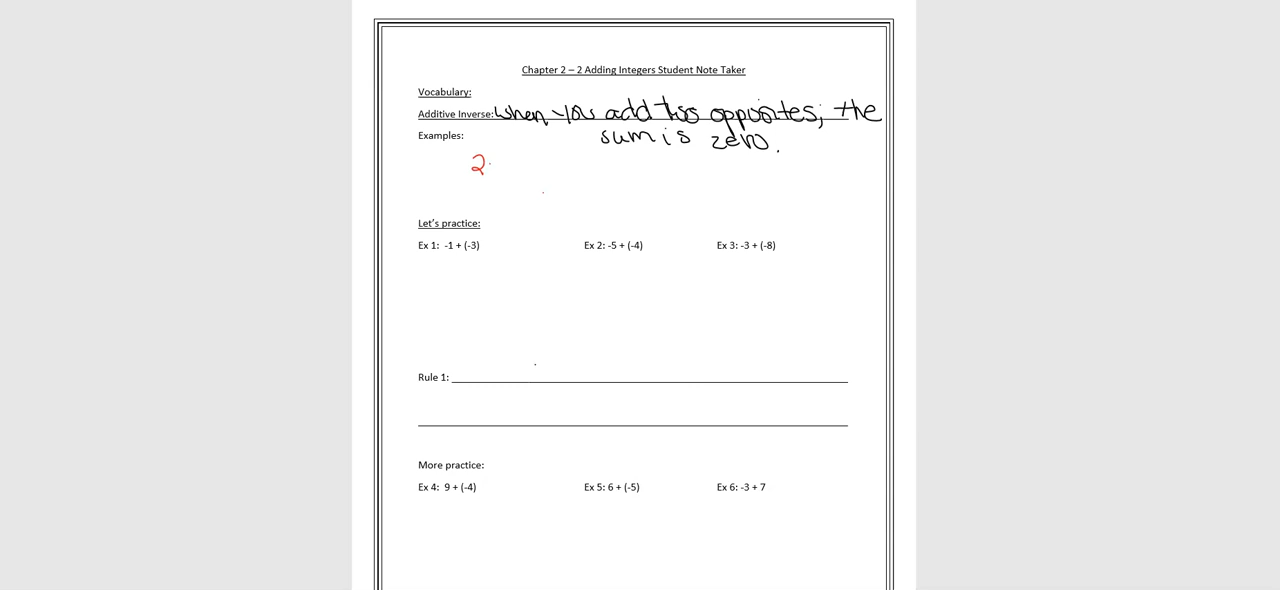 Chapter 2 – 2 Adding Integers Student Note Taker
Vocabulary:
Additive Inverse: when you add two opposites; the
sum is zero.
Examples:
2
Let's practice:
Ex 1: -1 + (-3) Ex 2: -5 + (-4) Ex 3: -3 + (-8)
Rule 1:
More practice:
Ex 4: 9 + (-4) Ex 5: 6 + (-5) Ex 6: -3 + 7